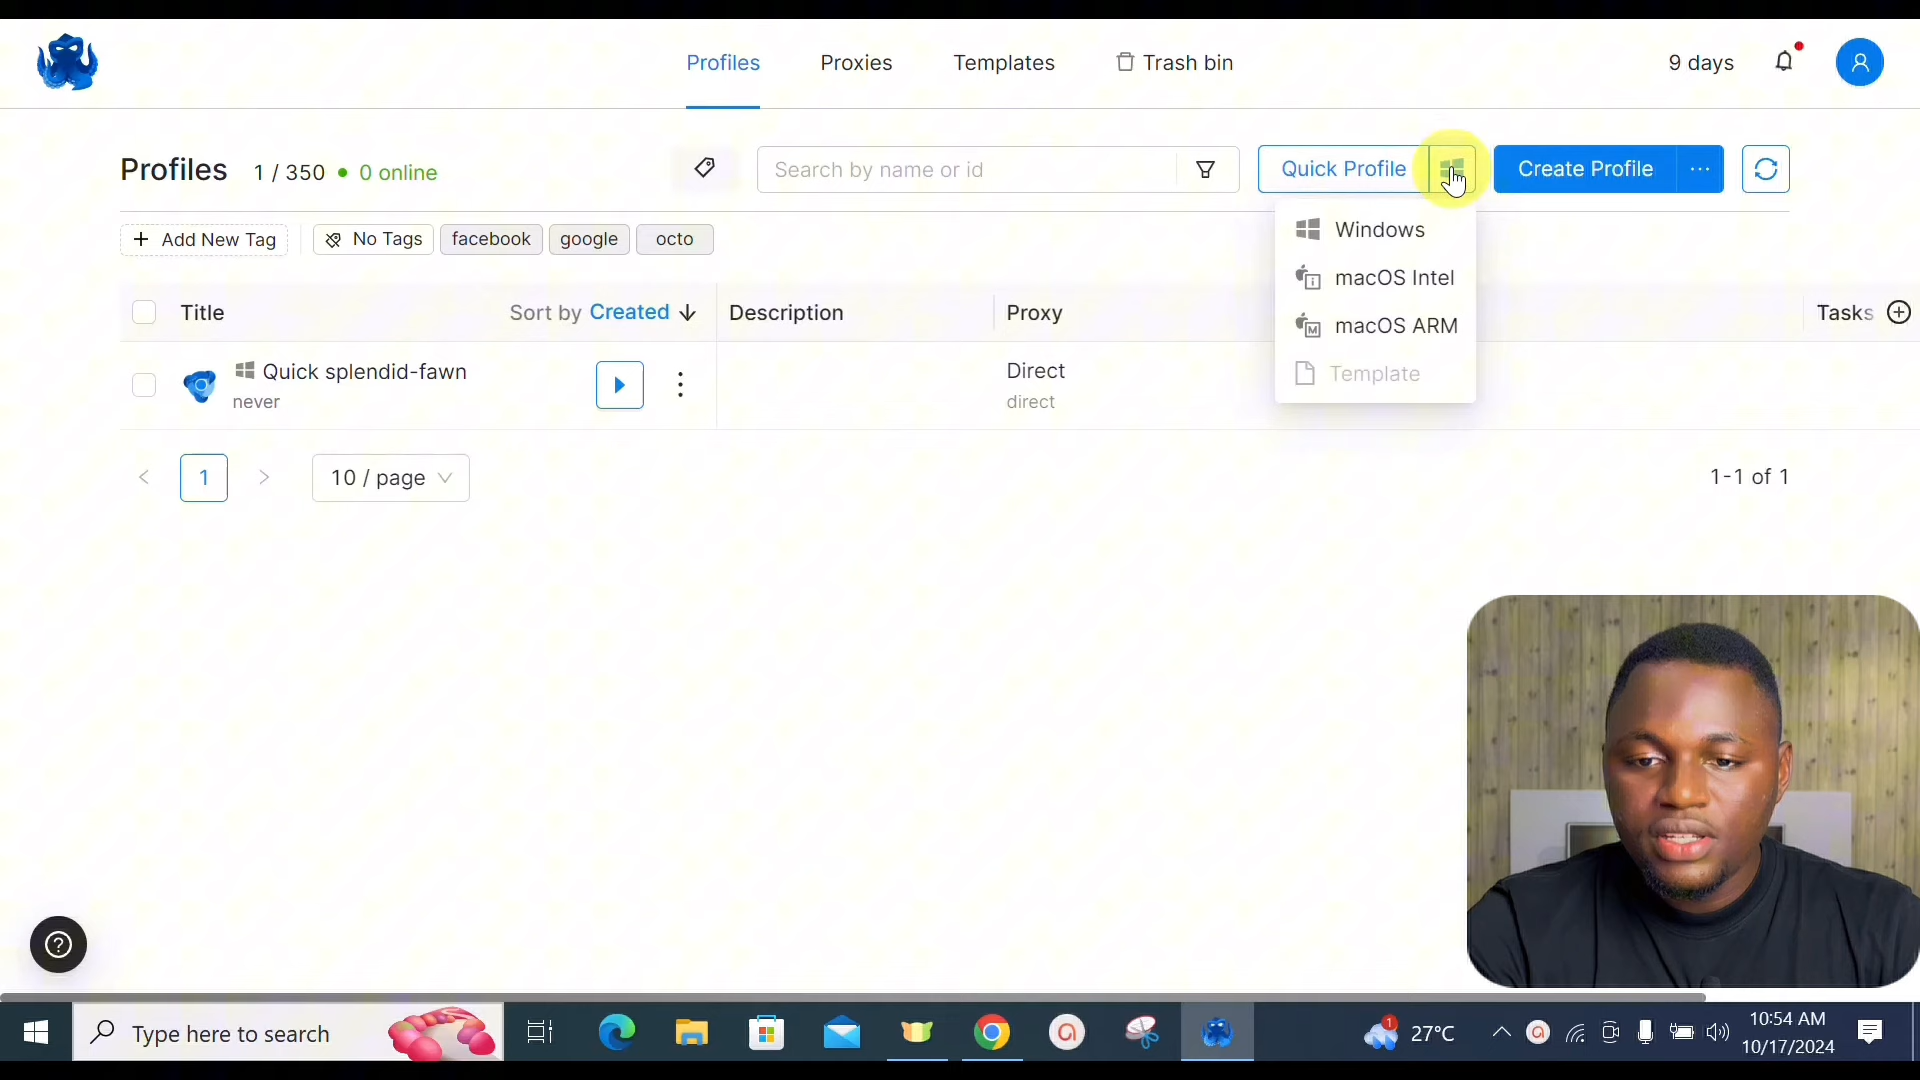 Profiles Proxies Templates Trash bin 9 days
Profiles 1 / 350 0 online Search by name or id Quick Profile Create Profile ...
+ Add New Tag No Tags facebook google octo
Windows
macOS Intel
macOS ARM
Template
Title Sort by Created Description Proxy Tasks
Quick splendid-fawn Direct
never direct
< 1 > 10 / page 1-1 of 1
?
Type here to search 1 27°C 10:54 AM
10/17/2024